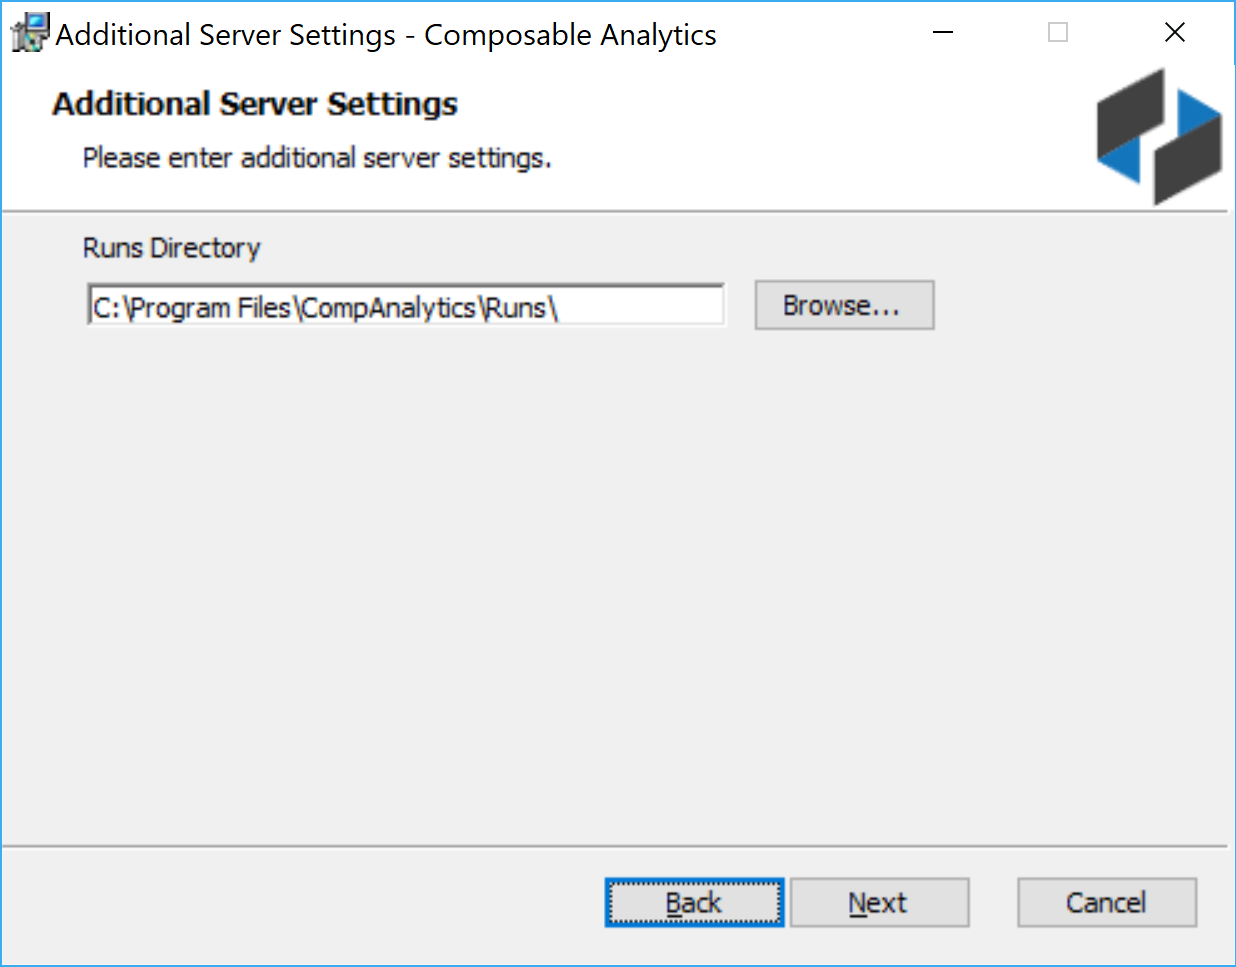 Additional Server Settings - Composable Analytics
Additional Server Settings
Please enter additional server settings.
Runs Directory
C:\Program Files\CompAnalytics\Runs\
Browse...
Back
Next
Cancel